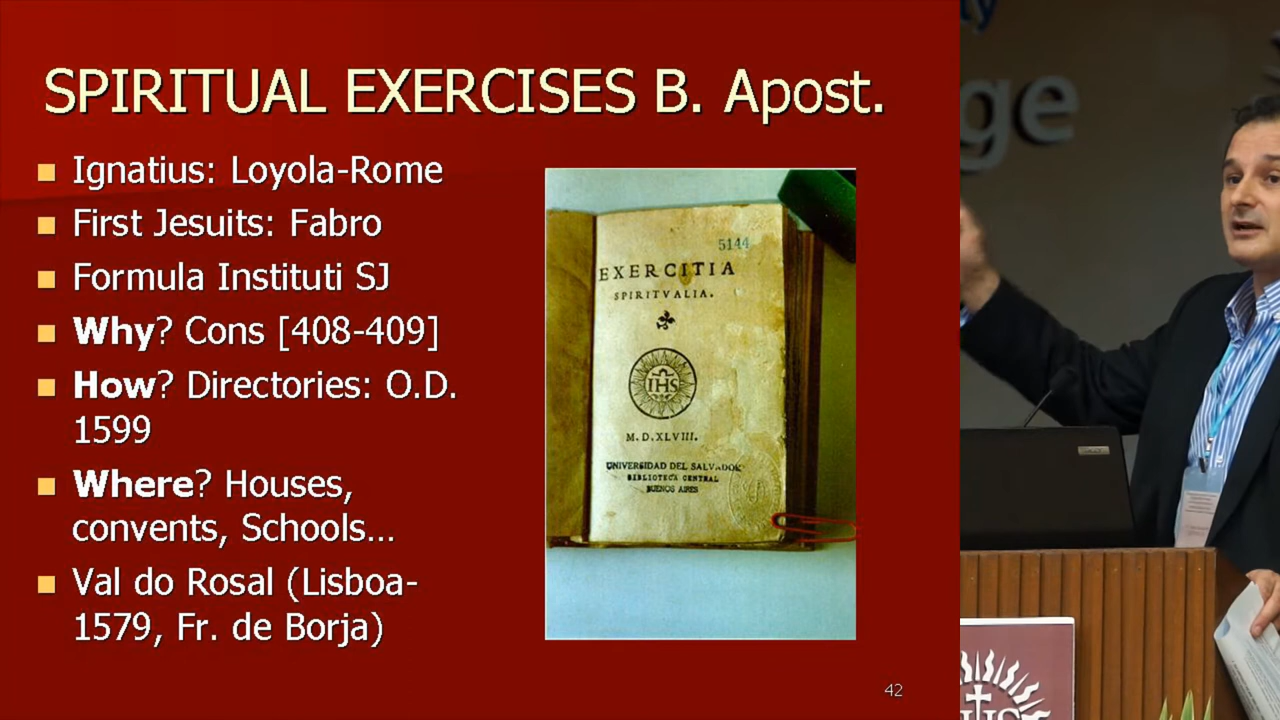 SPIRITUAL EXERCISES B. Apost.
Ignatius: Loyola-Rome
First Jesuits: Fabro
Formula Instituti SJ
Why? Cons [408-409]
How? Directories: O.D.
1599
Where? Houses,
convents, Schools...
Val do Rosal (Lisboa-
1579, Fr. de Borja)
5144
EXERCITIA
SPIRITVALIA.
IHS
M.D.XLVIII.
UNIVERSIDAD DEL SALVADOR
BIBLIOTECA CENTRAL
BUENOS AIRES
42
ge